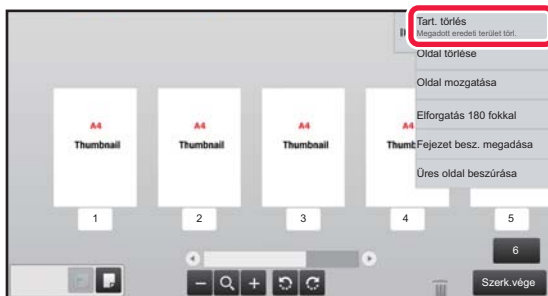 Tart. törlés
Megadott eredeti terület törl.
Oldal törlése
Oldal mozgatása
Elforgatás 180 fokkal
Fejezet besz. megadása
Üres oldal beszúrása
A4
Thumbnail
A4
Thumbnail
A4
Thumbnail
A4
Thumb
1
2
3
4
5
6
Szerk.vége